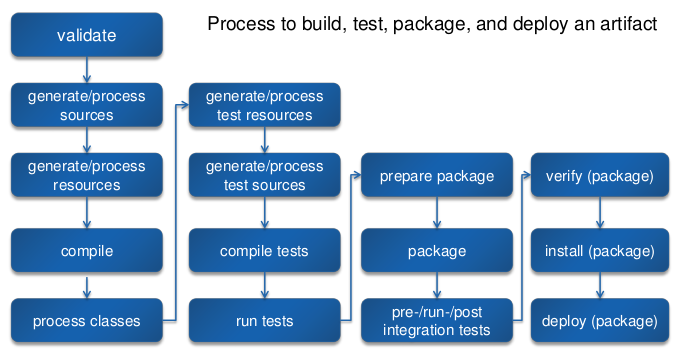 Process to build, test, package, and deploy an artifact
validate
generate/process
sources
generate/process
resources
compile
process classes
generate/process
test resources
generate/process
test sources
compile tests
run tests
prepare package
package
pre-/run-/post
integration tests
verify (package)
install (package)
deploy (package)